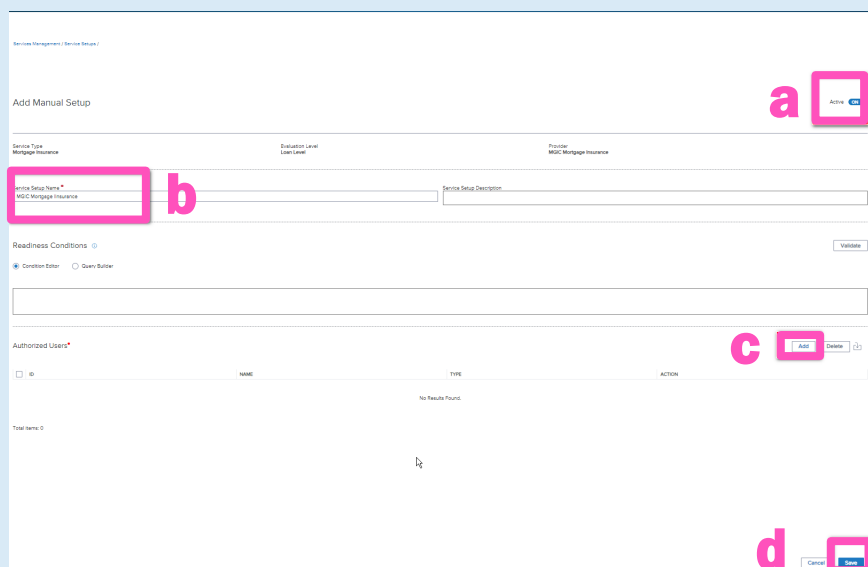 Services Management / Service Setups /
a
Add Manual Setup
Active ON
Service Type
Mortgage Insurance
Evaluation Level
Loan Level
Provider
MGIC Mortgage Insurance
Service Setup Name *
MGIC Mortgage Insurance
b
Service Setup Description
Readiness Conditions
Validate
Condition Editor
Query Builder
Authorized Users*
c
Add
Delete
ID
NAME
TYPE
ACTION
No Results Found.
Total Items: 0
d
Cancel
Save